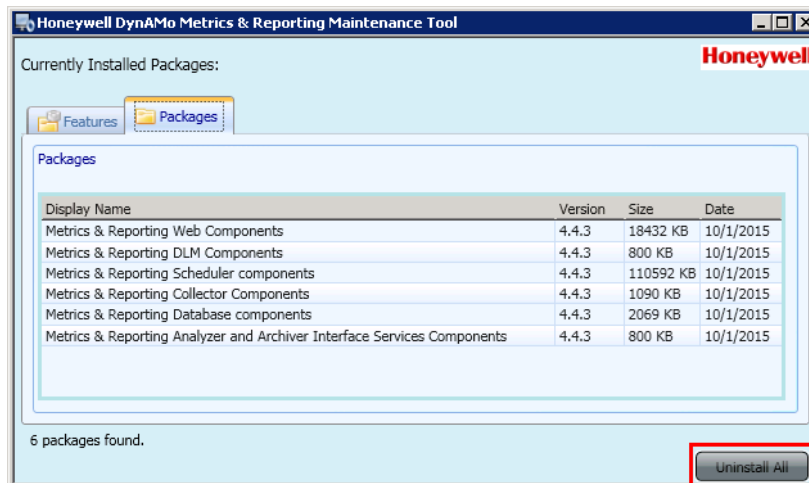 Honeywell DynAMo Metrics & Reporting Maintenance Tool
Honeywell
Currently Installed Packages:
Features Packages
Packages
Display Name Version Size Date
Metrics & Reporting Web Components 4.4.3 18432 KB 10/1/2015
Metrics & Reporting DLM Components 4.4.3 800 KB 10/1/2015
Metrics & Reporting Scheduler components 4.4.3 110592 KB 10/1/2015
Metrics & Reporting Collector Components 4.4.3 1090 KB 10/1/2015
Metrics & Reporting Database components 4.4.3 2069 KB 10/1/2015
Metrics & Reporting Analyzer and Archiver Interface Services Components 4.4.3 800 KB 10/1/2015
6 packages found.
Uninstall All